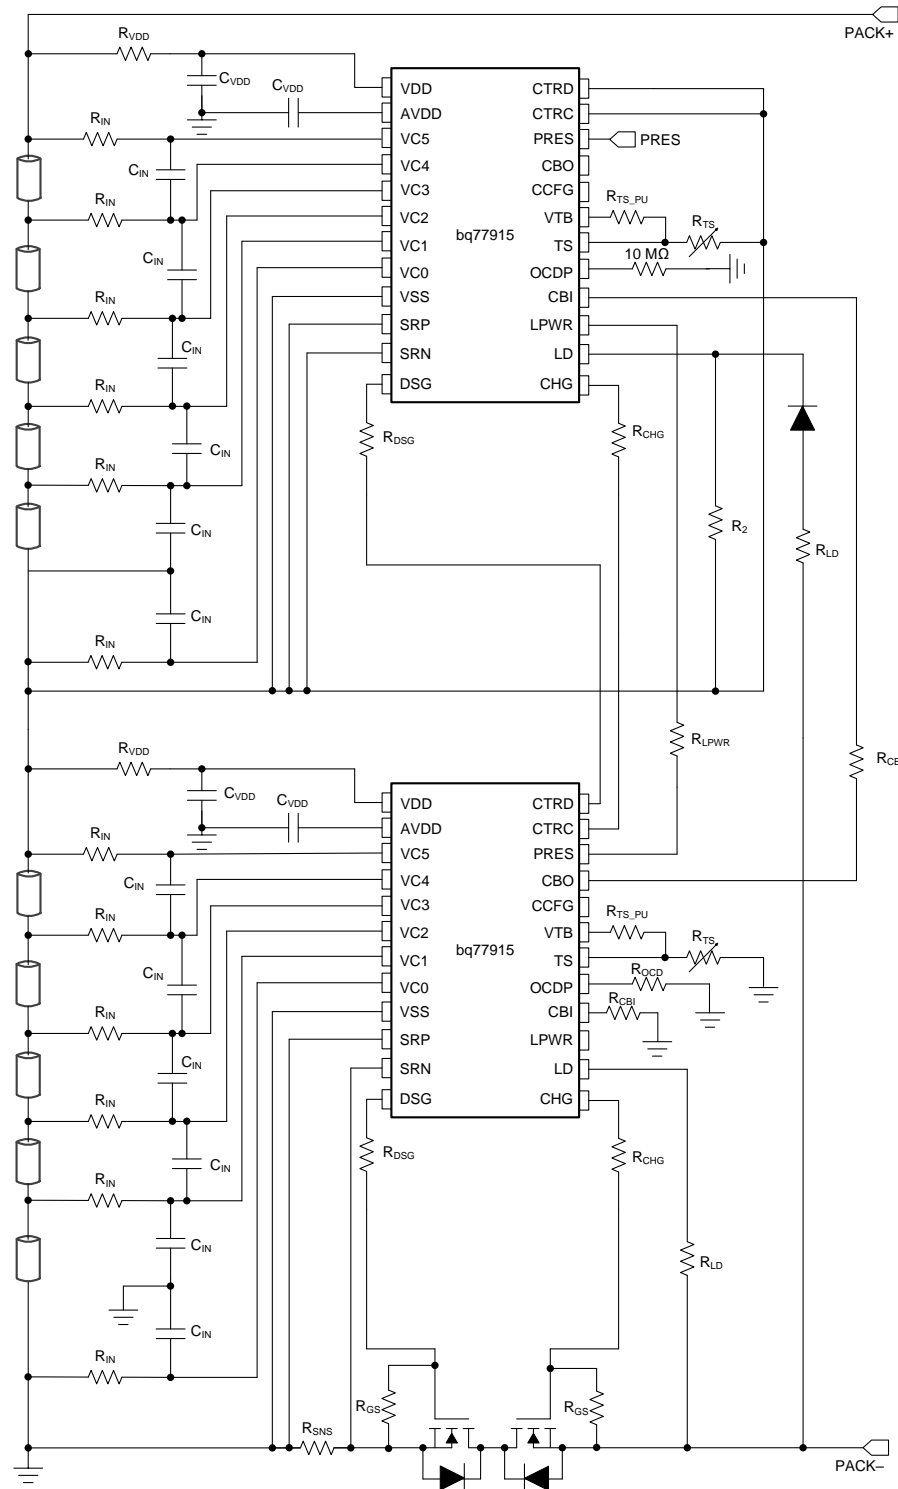 PACK+
RVDD
CVDD
CVDD
RIN
CIN
RIN
CIN
RIN
CIN
RIN
CIN
RIN
CIN
CIN
RIN
VDD
AVDD
VC5
VC4
VC3
VC2
VC1
VC0
VSS
SRP
SRN
DSG
bq77915
CTRD
CTRC
PRES
CBO
CCFG
VTB
TS
OCDP
CBI
LPWR
LD
CHG
PRES
RTS_PU
RTS
10 MΩ
RDSG
RCHG
R2
RLD
RLPWR
RCB
RVDD
CVDD
CVDD
RIN
CIN
RIN
CIN
RIN
CIN
RIN
CIN
RIN
CIN
CIN
RIN
VDD
AVDD
VC5
VC4
VC3
VC2
VC1
VC0
VSS
SRP
SRN
DSG
bq77915
CTRD
CTRC
PRES
CBO
CCFG
VTB
TS
OCDP
CBI
LPWR
LD
CHG
RTS_PU
RTS
ROCD
RCBI
RDSG
RCHG
RLD
RGS
RGS
RSNS
PACK–